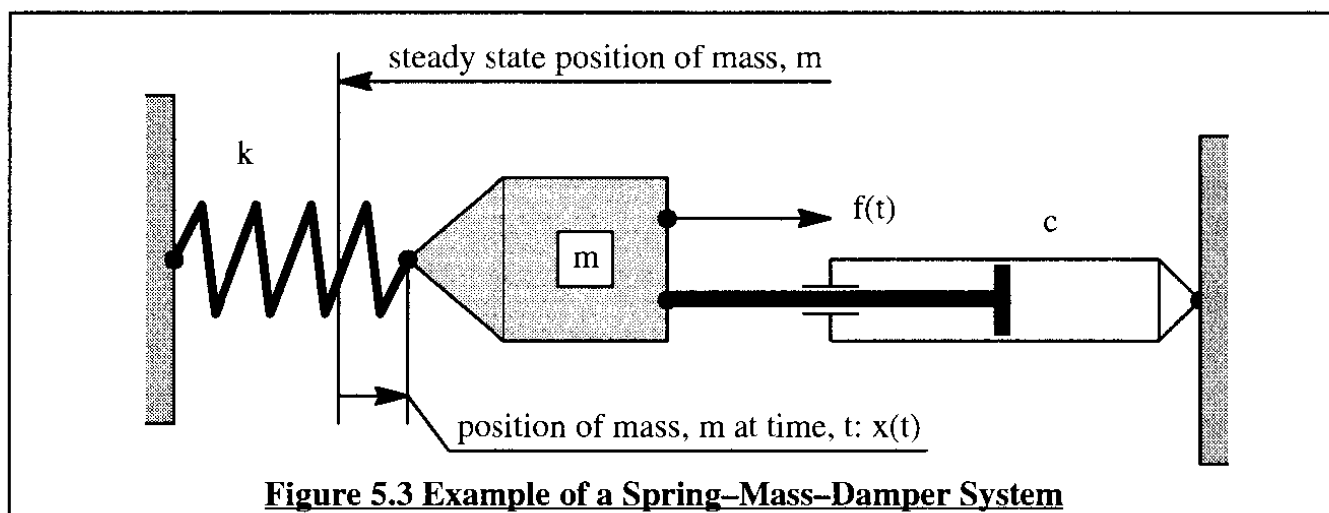 steady state position of mass, m
k
f(t)
c
m
position of mass, m at time, t: x(t)
Figure 5.3 Example of a Spring–Mass–Damper System